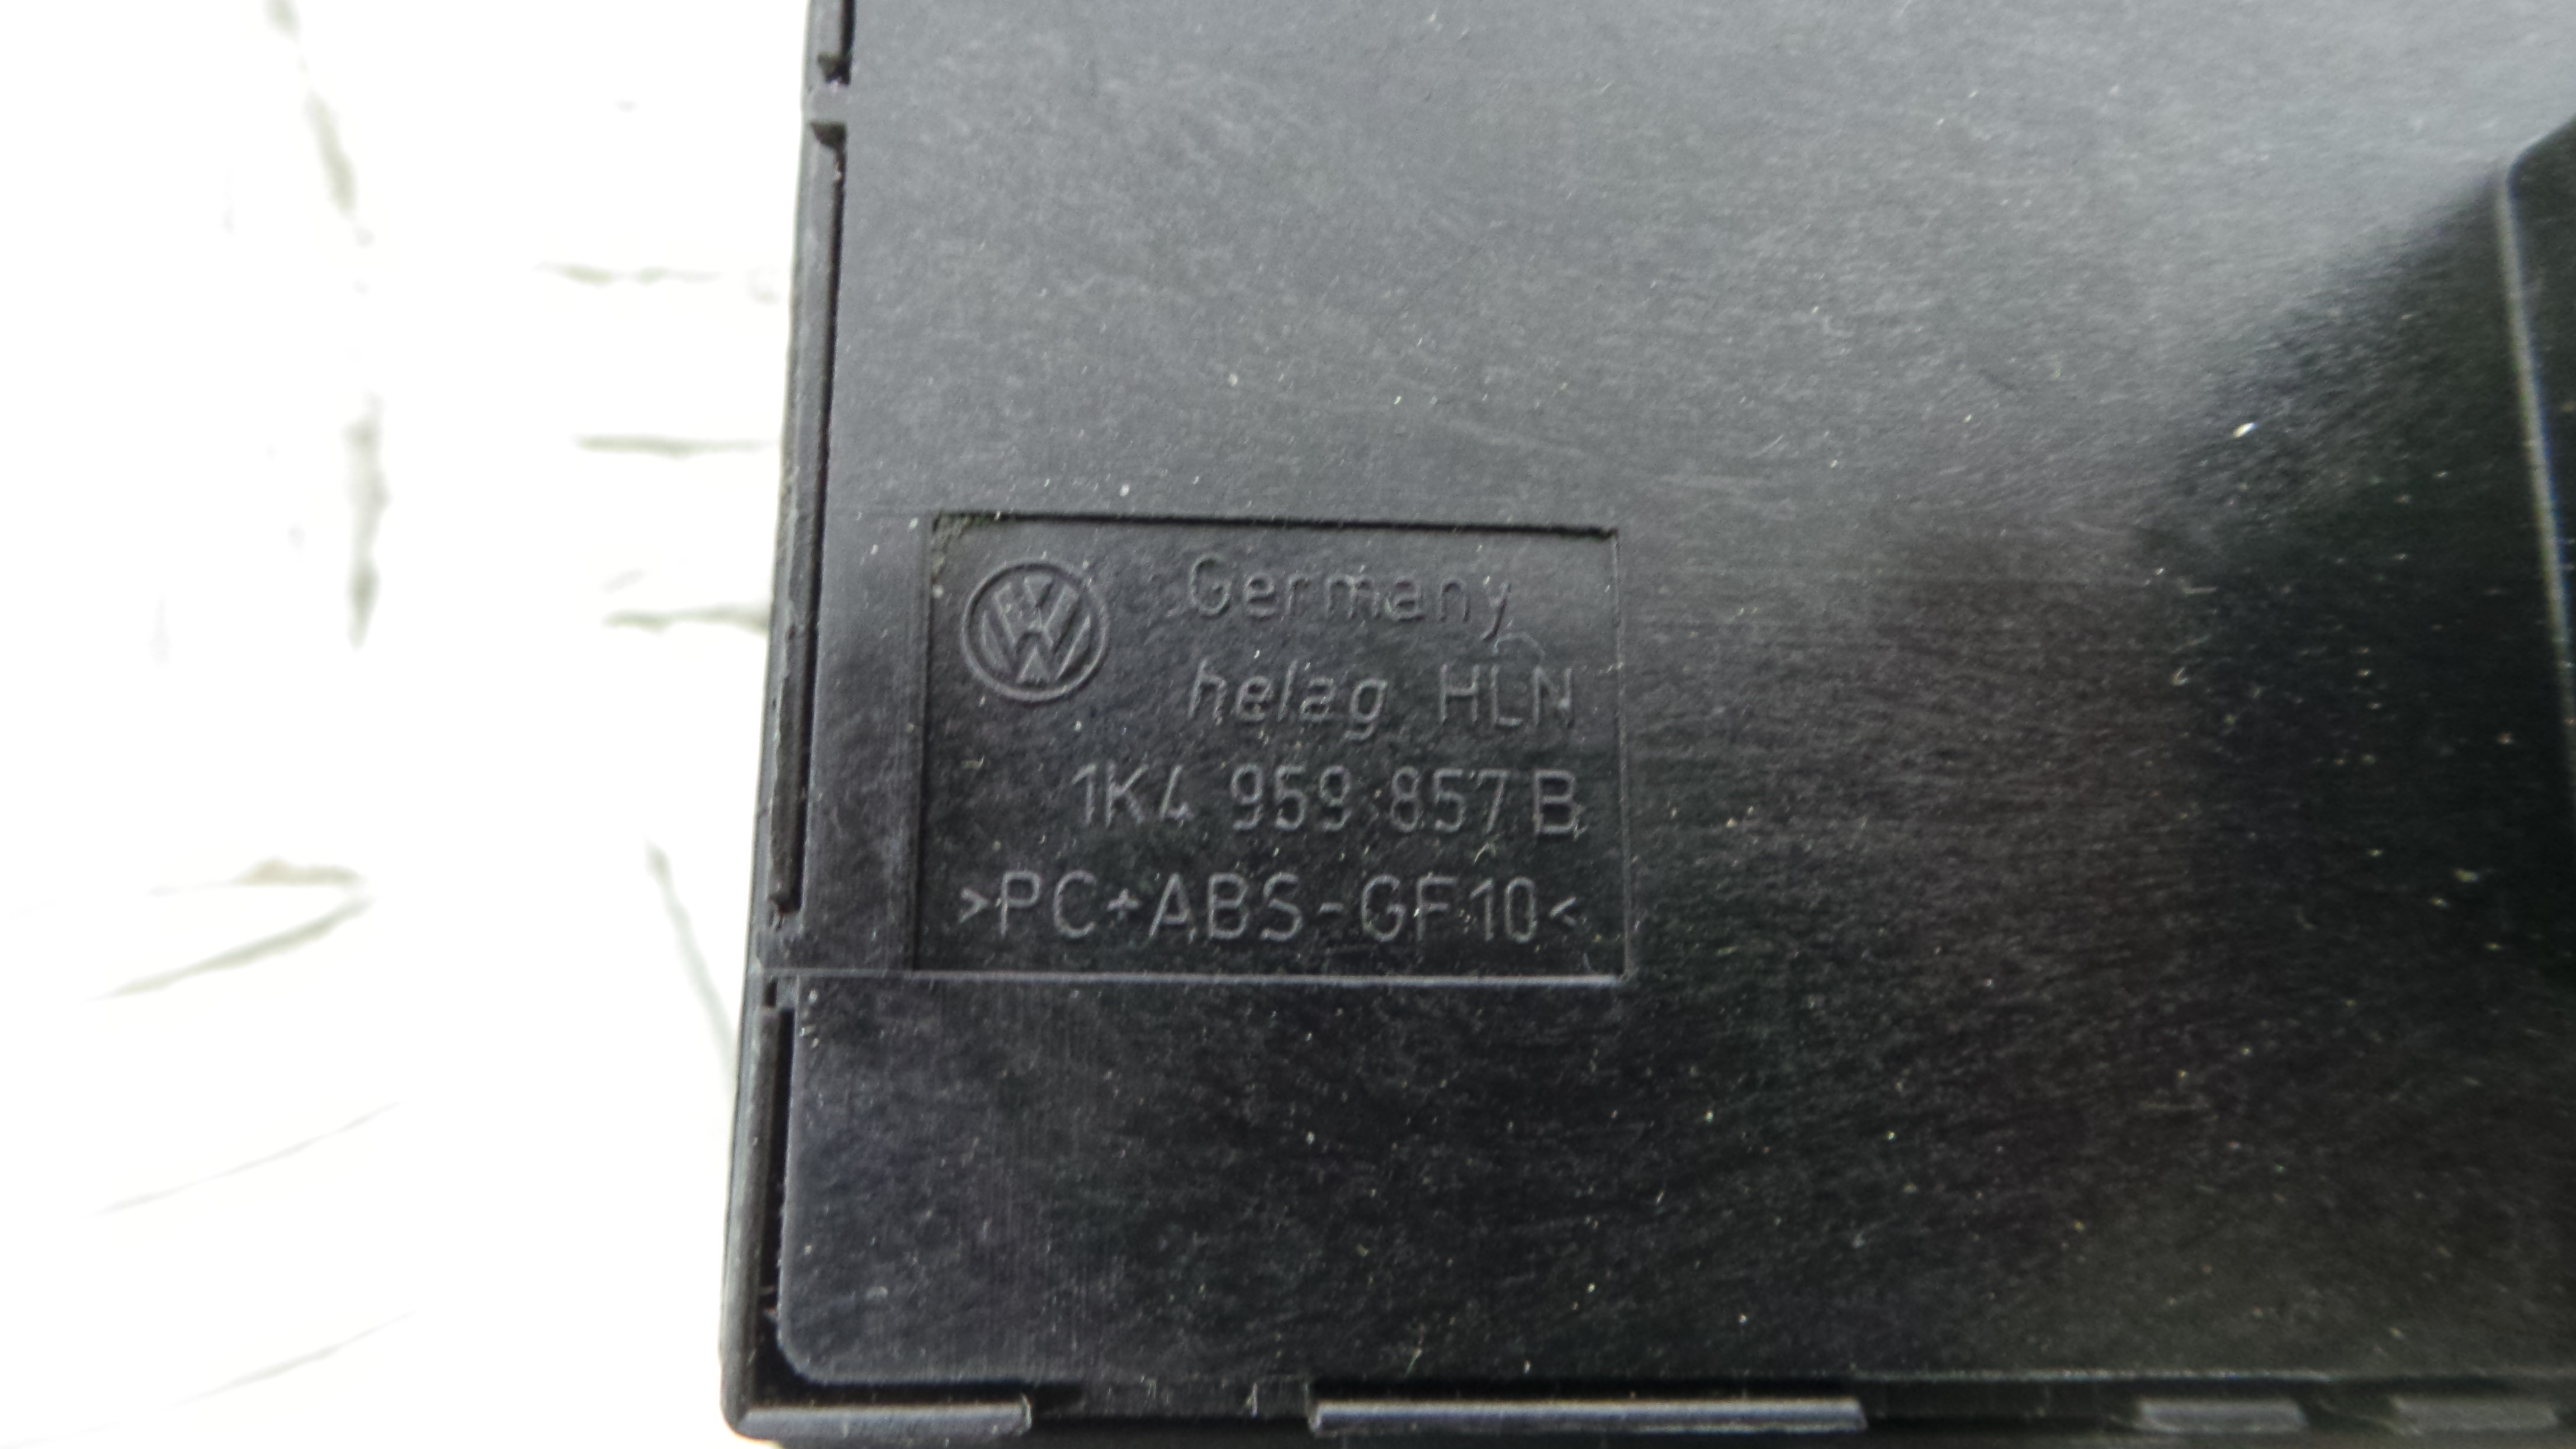 Germany
helag HLN
1K4 959 857 B
>PC+ABS-GF10<